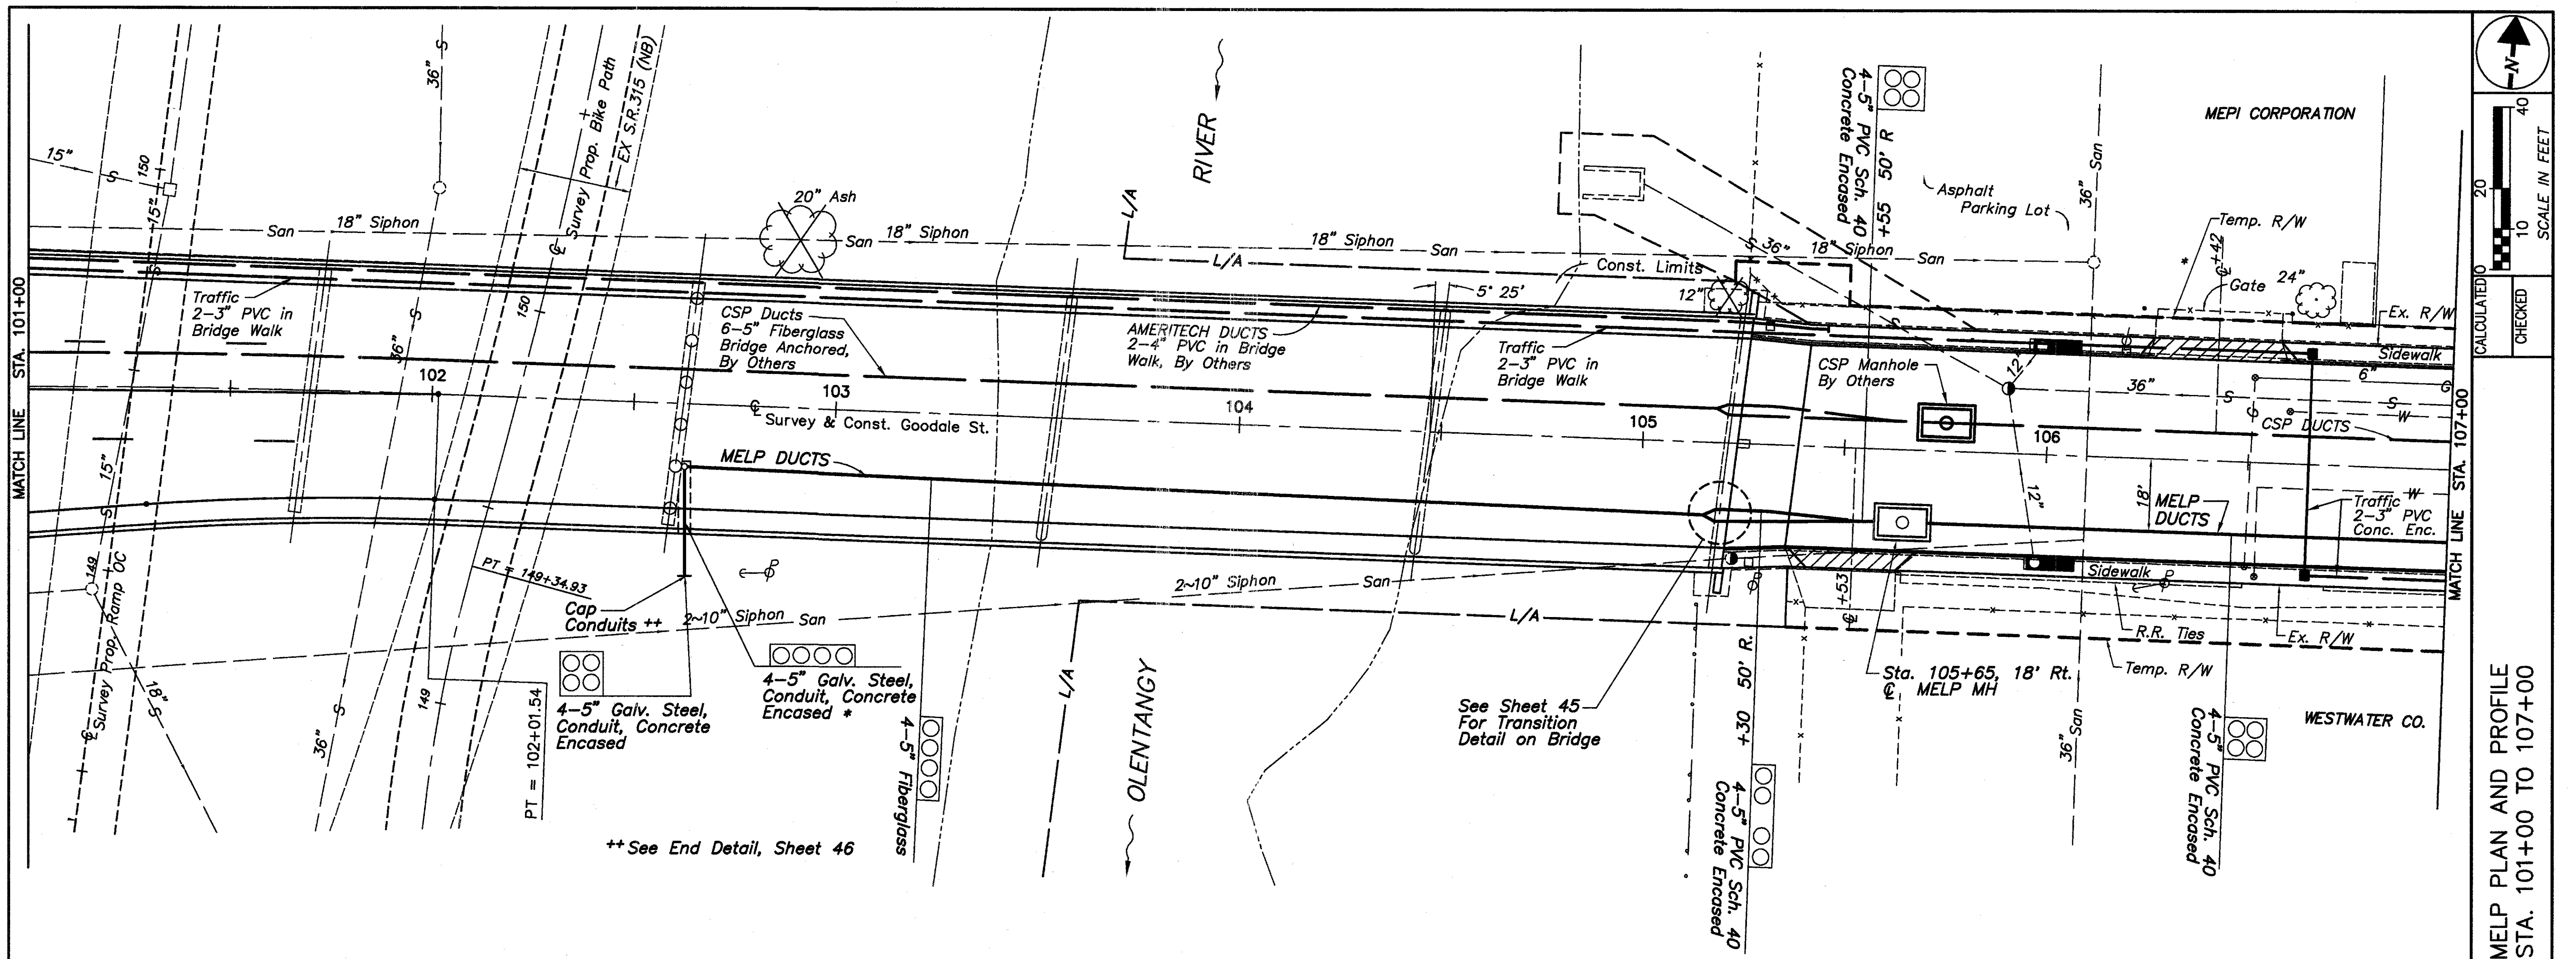 MATCH LINE STA. 101+00
15"
S
150
15"
S
36" S
Survey Prop. Bike Path
EX S.R.315 (NB)
San
18" Siphon
20" Ash
San
18" Siphon
RIVER
L/A
L/A
18" Siphon
San
Const. Limits
S
36"
18" Siphon
San
4-5" PVC Sch. 40
Concrete Encased
+55 50' R
Asphalt
Parking Lot
36" San
MEPI CORPORATION
Temp. R/W
*
℄ +42
Gate
24"
Ex. R/W
Sidewalk
Traffic
2-3" PVC in
Bridge Walk
36" S
150
102
CSP Ducts
6-5" Fiberglass
Bridge Anchored,
By Others
103
℄ Survey & Const. Goodale St.
AMERITECH DUCTS
2-4" PVC in Bridge
Walk, By Others
104
5° 25'
12"
Traffic
2-3" PVC in
Bridge Walk
105
CSP Manhole
By Others
S
12"
36"
S
6"
G
S
W
G
CSP DUCTS
106
12"
18'
MELP
DUCTS
W
Traffic
2-3" PVC
Conc. Enc.
MATCH LINE STA. 107+00
MELP DUCTS
15"
S
149
℄ Survey Prop. Ramp OC
18" S
36" S
149
PT = 149+34.93
PT = 102+01.54
Cap
Conduits ++
2~10" Siphon
San
2~10" Siphon
San
L/A
L/A
P
P
P
℄ +53
Sidewalk
R.R. Ties
Ex. R/W
Temp. R/W
4-5" Galv. Steel,
Conduit, Concrete
Encased
4-5" Galv. Steel,
Conduit, Concrete
Encased *
4-5" Fiberglass
OLENTANGY
See Sheet 45
For Transition
Detail on Bridge
+30 50' R.
4-5" PVC Sch. 40
Concrete Encased
Sta. 105+65, 18' Rt.
℄ MELP MH
36" San
4-5" PVC Sch. 40
Concrete Encased
WESTWATER CO.
++ See End Detail, Sheet 46
N
0
10
20
40
SCALE IN FEET
CALCULATED
CHECKED
MELP PLAN AND PROFILE
STA. 101+00 TO 107+00